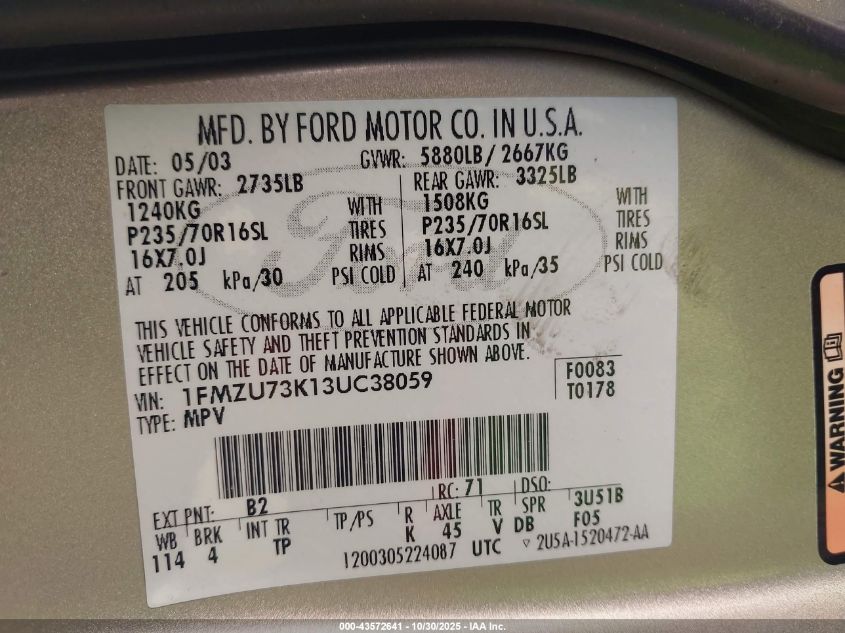 MFD. BY FORD MOTOR CO. IN U.S.A.
DATE: 05/03 GVWR: 5880LB/ 2667KG
FRONT GAWR: 2735LB REAR GAWR: 3325LB
1240KG WITH 1508KG WITH
P235/70R16SL TIRES P235/70R16SL TIRES
16X7.0J RIMS 16X7.0J RIMS
AT 205 kPa/30 PSI COLD AT 240 kPa/35 PSI COLD
Ford
THIS VEHICLE CONFORMS TO ALL APPLICABLE FEDERAL MOTOR
VEHICLE SAFETY AND THEFT PREVENTION STANDARDS IN
EFFECT ON THE DATE OF MANUFACTURE SHOWN ABOVE.
VIN: 1FMZU73K13UC38059 F0083
TYPE: MPV T0178
EXT PNT: B2 RC: 71 DSO:
WB BRK INT TR TP/PS R AXLE TR SPR 3U51B
114 4 TP K 45 V DB F05
1200305224087 UTC ▽ 2U5A-1520472-AA
WARNING
000-43572641 - 10/30/2025 - IAA Inc.